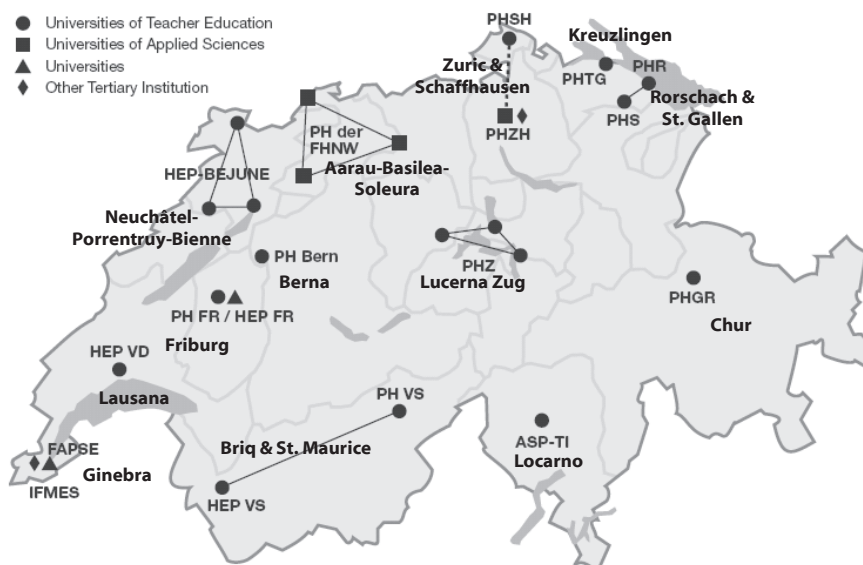 Universities of Teacher Education
Universities of Applied Sciences
Universities
Other Tertiary Institution
PHSH
Kreuzlingen
Zuric &
Schaffhausen
PHTG
PHR
Rorschach &
St. Gallen
PHS
PHZH
PH der
FHNW
Aarau-Basilea-
Soleura
HEP-BEJUNE
Neuchâtel-
Porrentruy-Bienne
PH Bern
Berna
PHZ
Lucerna Zug
PHGR
Chur
PH FR / HEP FR
Friburg
HEP VD
Lausana
PH VS
Briq & St. Maurice
HEP VS
ASP-TI
Locarno
FAPSE
IFMES
Ginebra